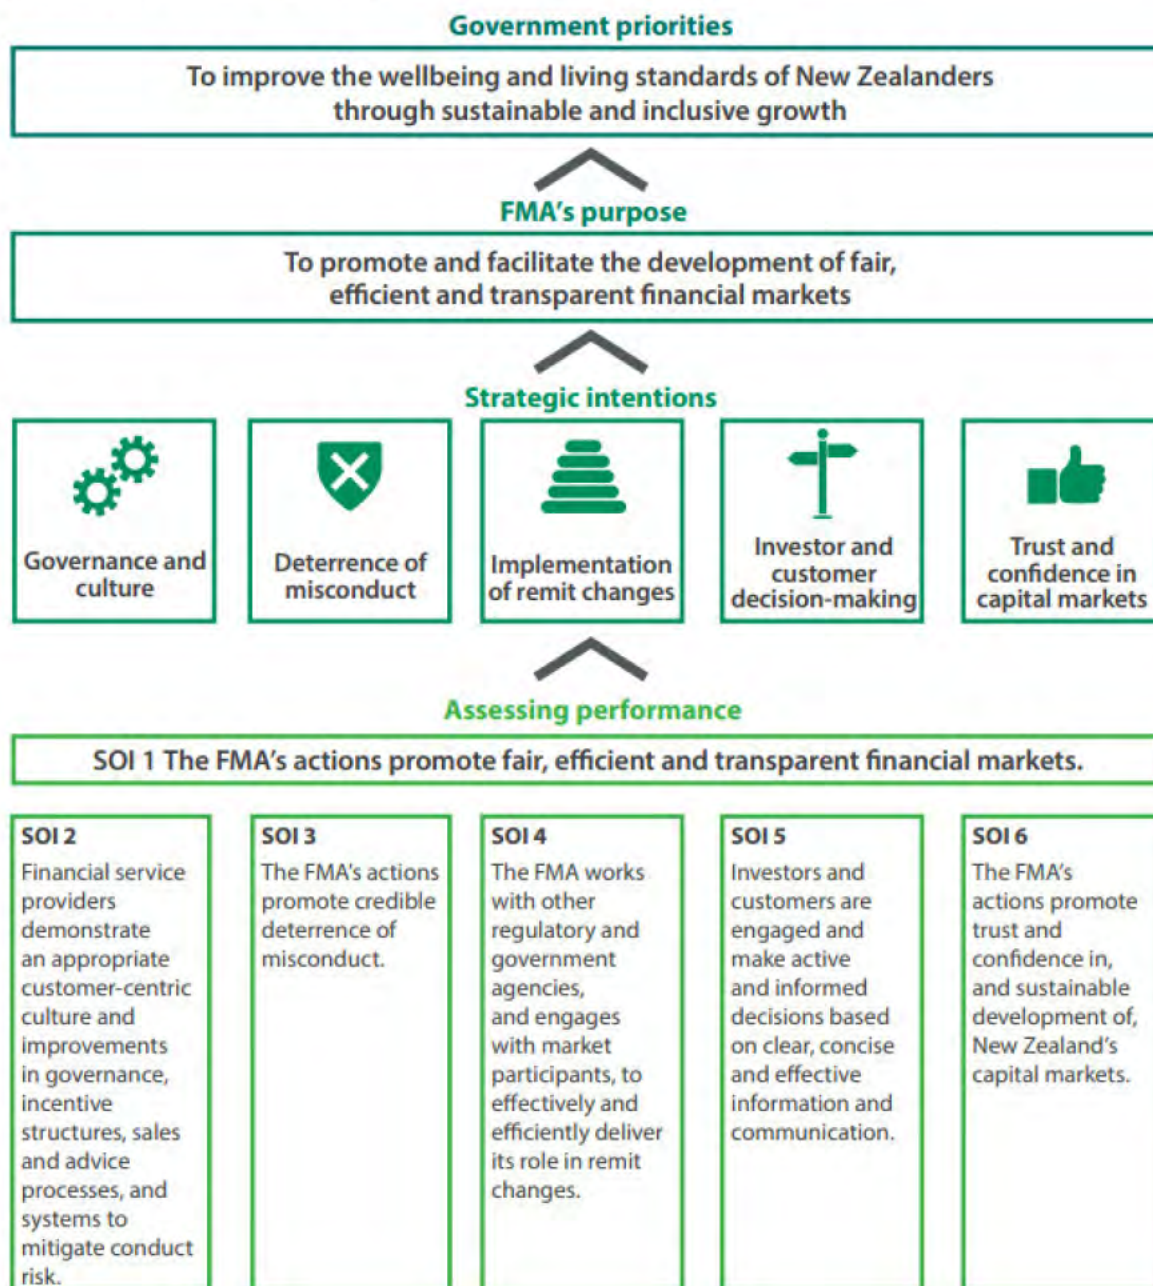 Government priorities
To improve the wellbeing and living standards of New Zealanders
through sustainable and inclusive growth
FMA's purpose
To promote and facilitate the development of fair,
efficient and transparent financial markets
Strategic intentions
Governance and
culture
Deterrence of
misconduct
Implementation
of remit changes
Investor and
customer
decision-making
Trust and
confidence in
capital markets
Assessing performance
SOI 1 The FMA's actions promote fair, efficient and transparent financial markets.
SOI 2
Financial service
providers
demonstrate
an appropriate
customer-centric
culture and
improvements
in governance,
incentive
structures, sales
and advice
processes, and
systems to
mitigate conduct
risk.
SOI 3
The FMA's actions
promote credible
deterrence of
misconduct.
SOI 4
The FMA works
with other
regulatory and
government
agencies,
and engages
with market
participants, to
effectively and
efficiently deliver
its role in remit
changes.
SOI 5
Investors and
customers are
engaged and
make active
and informed
decisions based
on clear, concise
and effective
information and
communication.
SOI 6
The FMA's
actions promote
trust and
confidence in,
and sustainable
development of,
New Zealand's
capital markets.